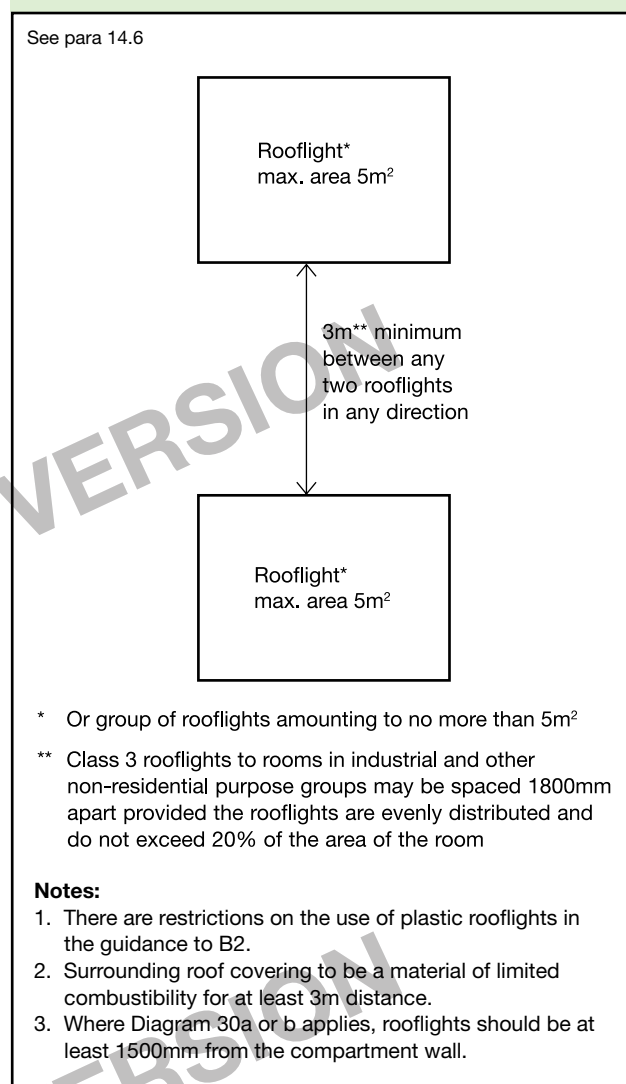 See para 14.6
Rooflight*
max. area 5m²
3m** minimum
between any
two rooflights
in any direction
VERSION
Rooflight*
max. area 5m²
* Or group of rooflights amounting to no more than 5m²
** Class 3 rooflights to rooms in industrial and other
non-residential purpose groups may be spaced 1800mm
apart provided the rooflights are evenly distributed and
do not exceed 20% of the area of the room
Notes:
1. There are restrictions on the use of plastic rooflights in
the guidance to B2.
2. Surrounding roof covering to be a material of limited
combustibility for at least 3m distance.
3. Where Diagram 30a or b applies, rooflights should be at
least 1500mm from the compartment wall.
VERSION